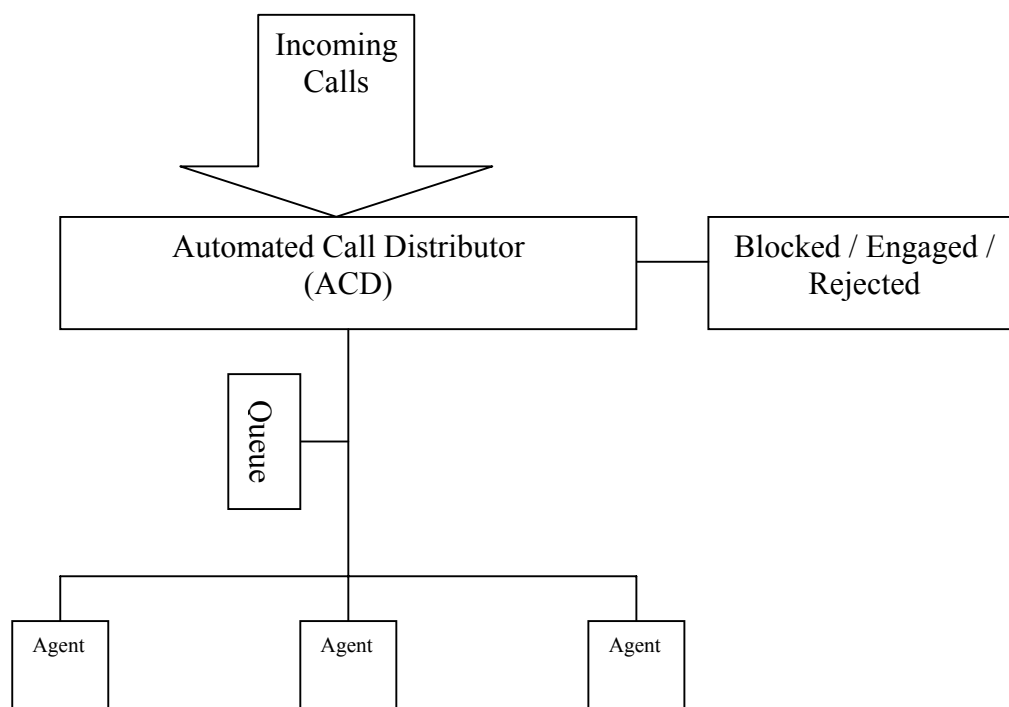 Incoming
Calls
Automated Call Distributor
(ACD)
Blocked / Engaged /
Rejected
Queue
Agent
Agent
Agent